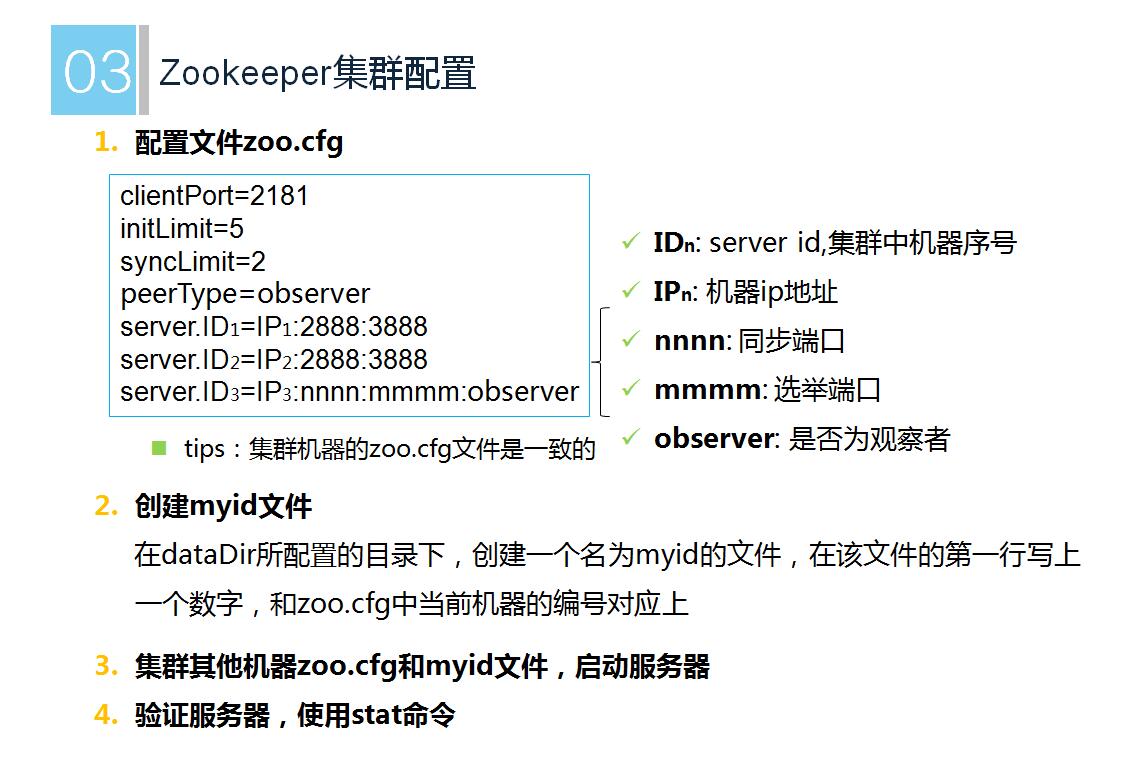 03 Zookeeper集群配置
1. 配置文件zoo.cfg
clientPort=2181
initLimit=5
syncLimit=2
peerType=observer
server.ID1=IP1:2888:3888
server.ID2=IP2:2888:3888
server.ID3=IP3:nnnn:mmmm:observer
tips：集群机器的zoo.cfg文件是一致的
IDn: server id,集群中机器序号
IPn: 机器ip地址
nnnn: 同步端口
mmmm: 选举端口
observer: 是否为观察者
2. 创建myid文件
在dataDir所配置的目录下，创建一个名为myid的文件，在该文件的第一行写上
一个数字，和zoo.cfg中当前机器的编号对应上
3. 集群其他机器zoo.cfg和myid文件，启动服务器
4. 验证服务器，使用stat命令